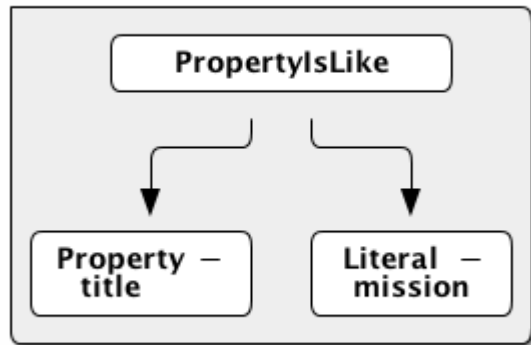 PropertyIsLike
Property –
title
Literal –
mission